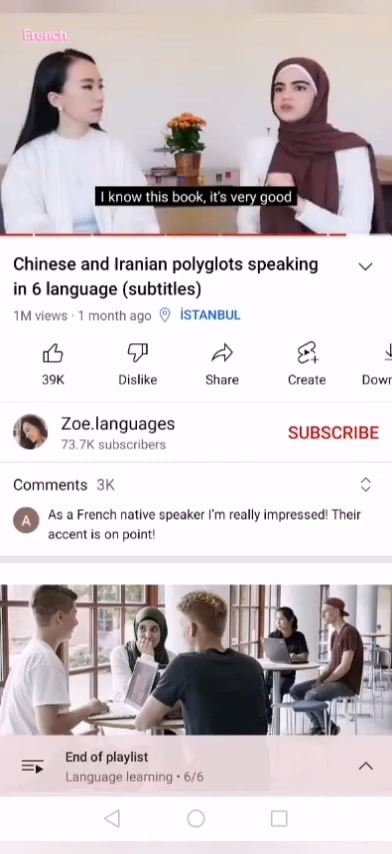 French
I know this book, it's very good
Chinese and Iranian polyglots speaking
in 6 language (subtitles)
1M views · 1 month ago İSTANBUL
39K Dislike Share Create Down
Zoe.languages
73.7K subscribers
SUBSCRIBE
Comments 3K
A
As a French native speaker I'm really impressed! Their
accent is on point!
End of playlist
Language learning • 6/6